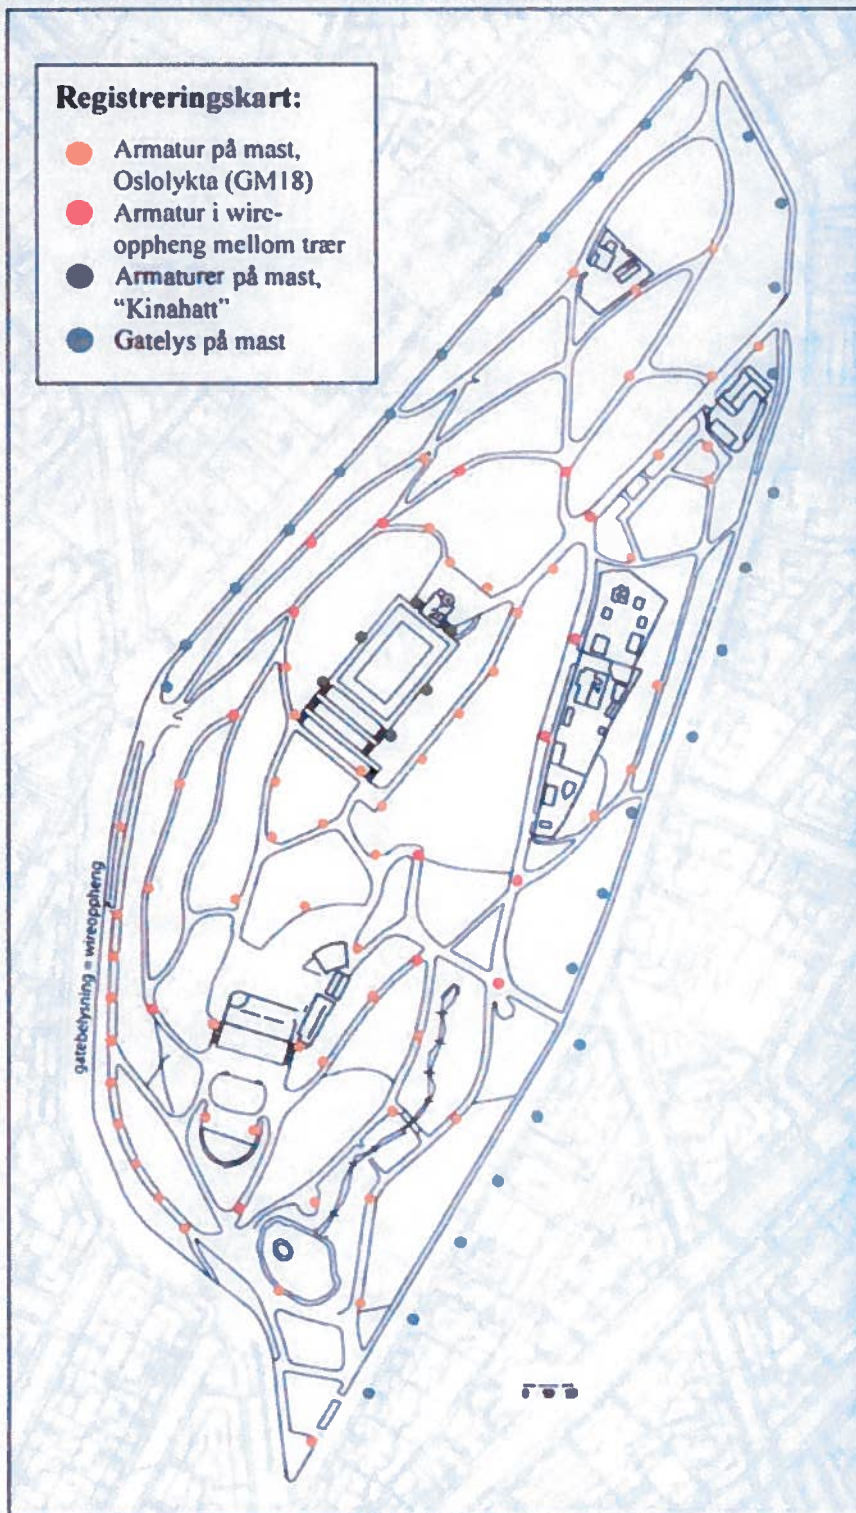 Registreringskart:
Armatur på mast,
Oslolykta (GM18)
Armatur i wire-
oppheng mellom trær
Armaturer på mast,
"Kinahatt"
Gatelys på mast
gatebelysning = wireoppheng